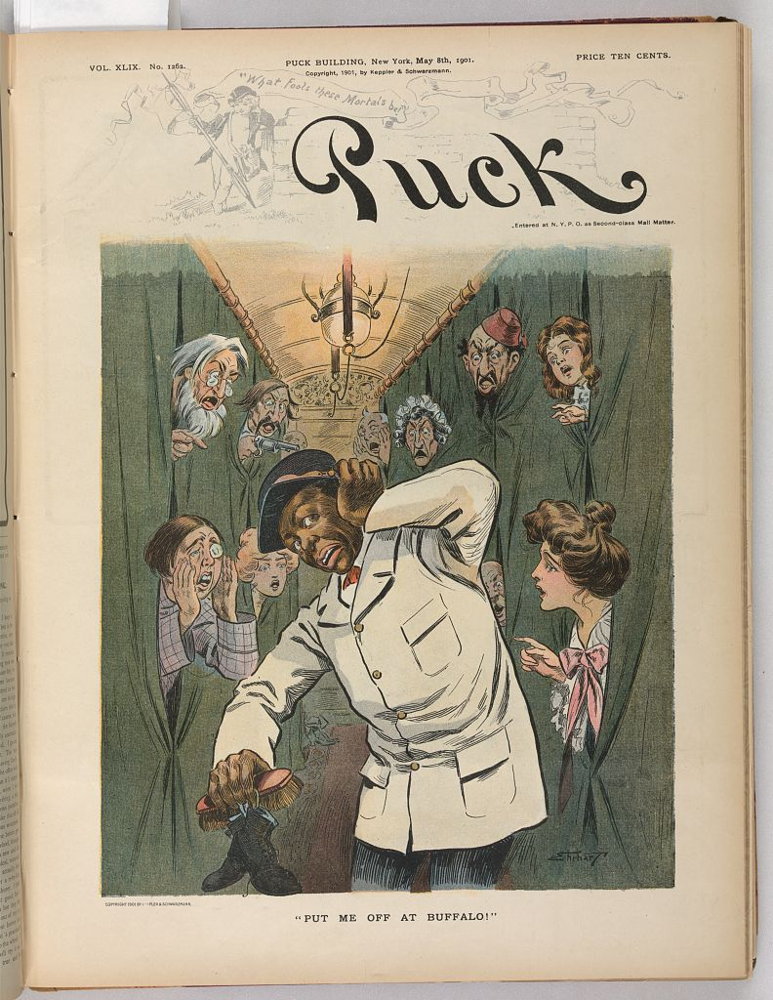 VOL. XLIX. No. 1262.
PUCK BUILDING, New York, May 8th, 1901.
PRICE TEN CENTS.
Copyright, 1901, by Keppler & Schwarzmann.
"What Fools these Mortals be!"
Puck
Entered at N. Y. P. O. as Second-class Mail Matter.
Ehrhart
COPYRIGHT 1901 BY KEPPLER & SCHWARZMANN.
"PUT ME OFF AT BUFFALO!"